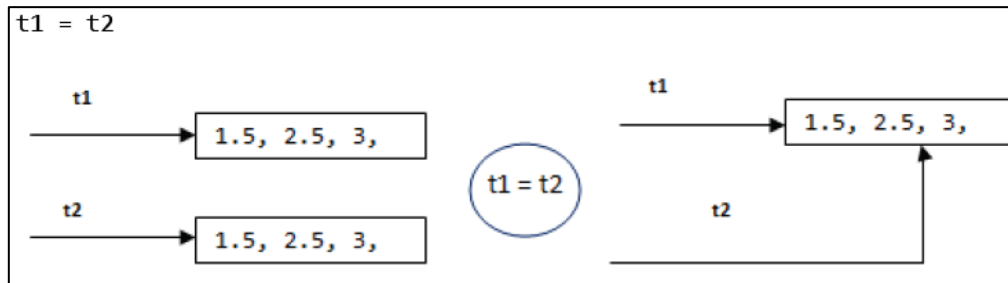 t1 = t2
t1
1.5, 2.5, 3,
t2
1.5, 2.5, 3,
t1 = t2
t1
1.5, 2.5, 3,
t2